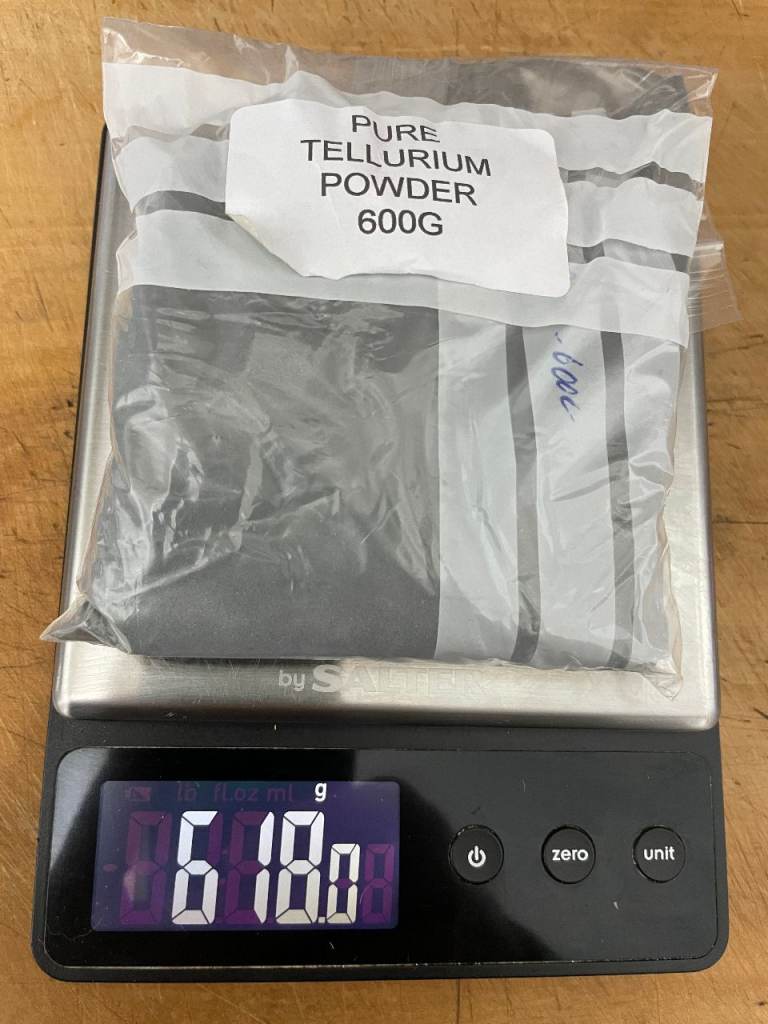 PURE
TELLURIUM
POWDER
600G
by SALTER
lb fl.oz ml g
618.0
zero
unit